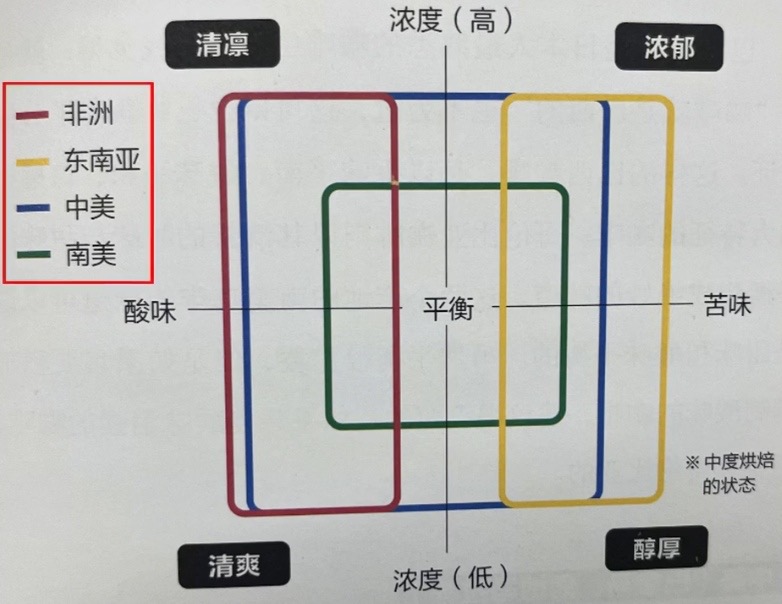 浓度（高）
清凛
浓郁
非洲
东南亚
中美
南美
酸味
平衡
苦味
※中度烘焙
的状态
清爽
醇厚
浓度（低）